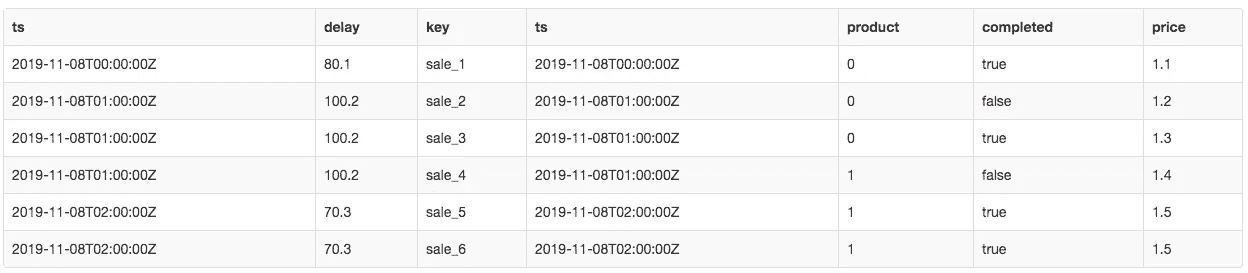 ts delay key ts product completed price
2019-11-08T00:00:00Z 80.1 sale_1 2019-11-08T00:00:00Z 0 true 1.1
2019-11-08T01:00:00Z 100.2 sale_2 2019-11-08T01:00:00Z 0 false 1.2
2019-11-08T01:00:00Z 100.2 sale_3 2019-11-08T01:00:00Z 0 true 1.3
2019-11-08T01:00:00Z 100.2 sale_4 2019-11-08T01:00:00Z 1 false 1.4
2019-11-08T02:00:00Z 70.3 sale_5 2019-11-08T02:00:00Z 1 true 1.5
2019-11-08T02:00:00Z 70.3 sale_6 2019-11-08T02:00:00Z 1 true 1.5